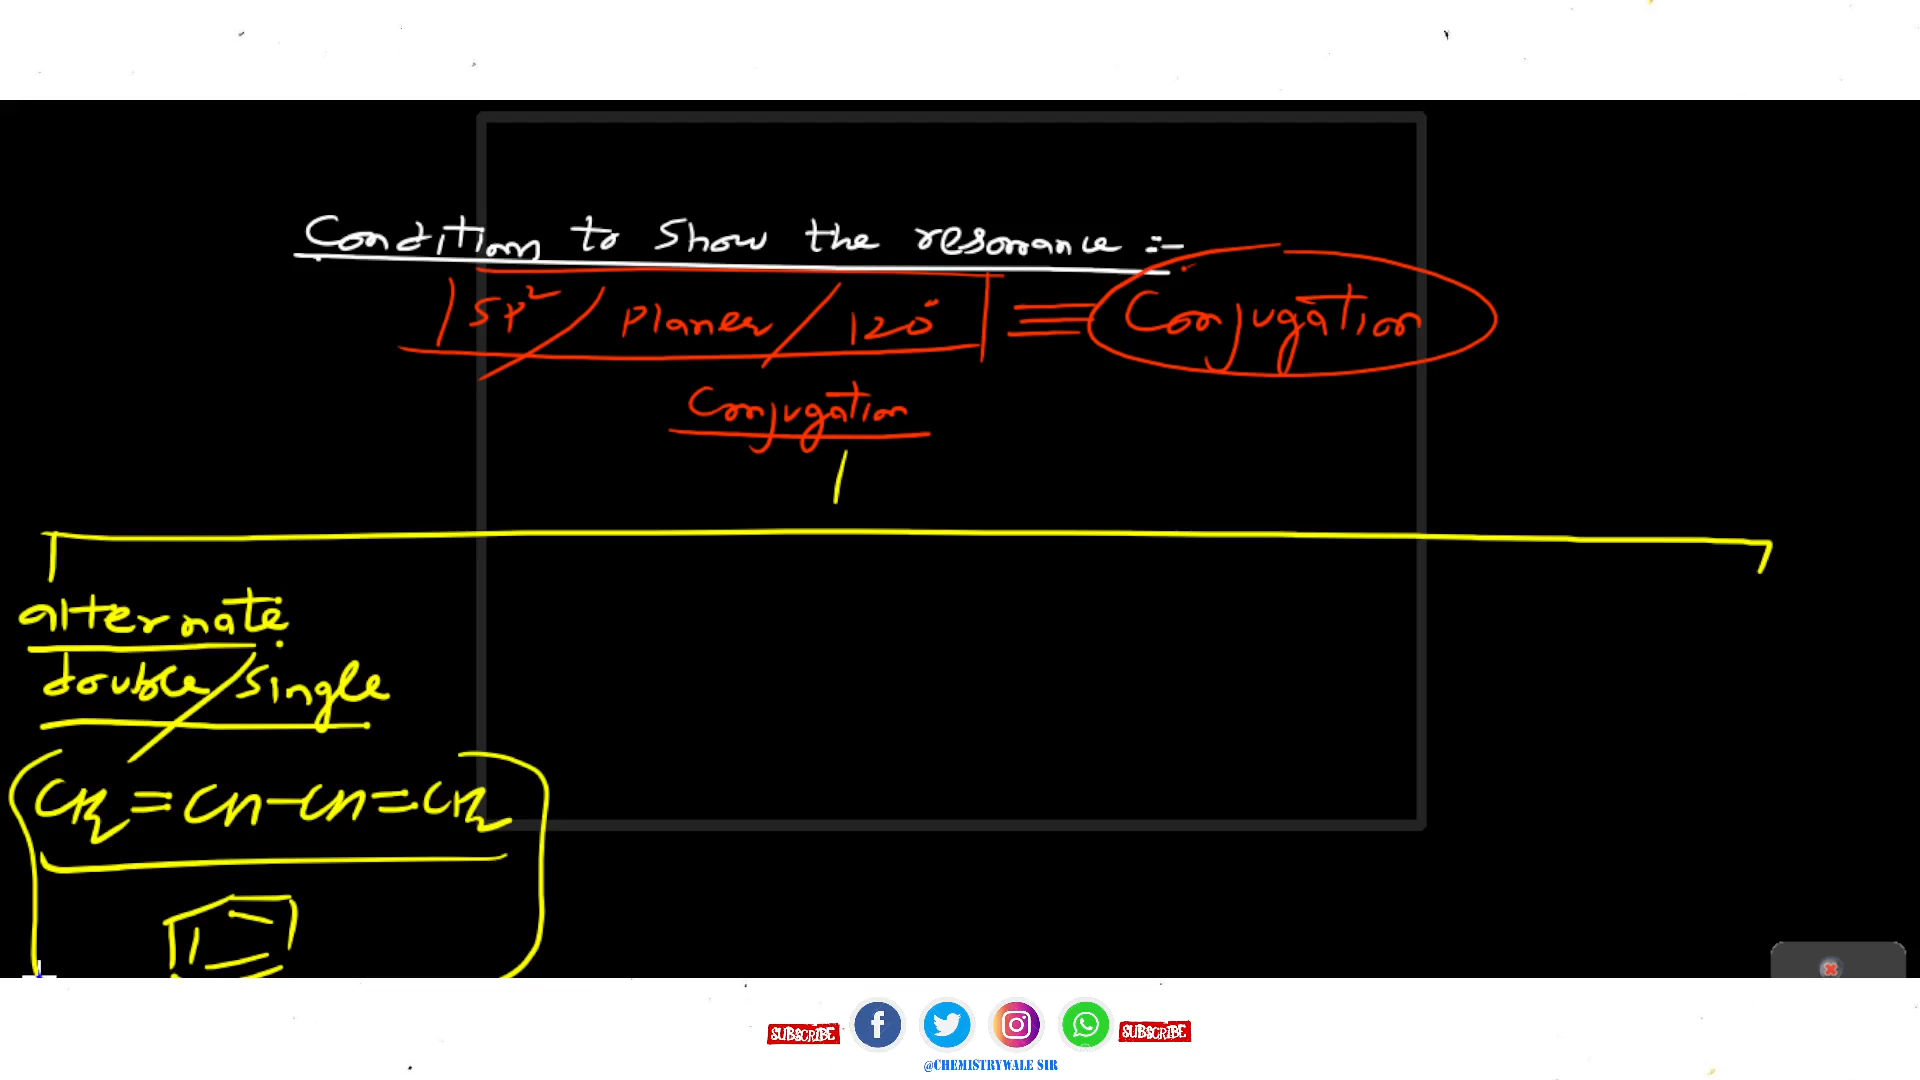 Condition to show the resonance :-
SP² / Planer / 120° ≡ Conjugation
Conjugation
alternate
double/single
CH₂=CH-CH=CH₂
SUBSCRIBE
SUBSCRIBE
@CHEMISTRYWALE SIR